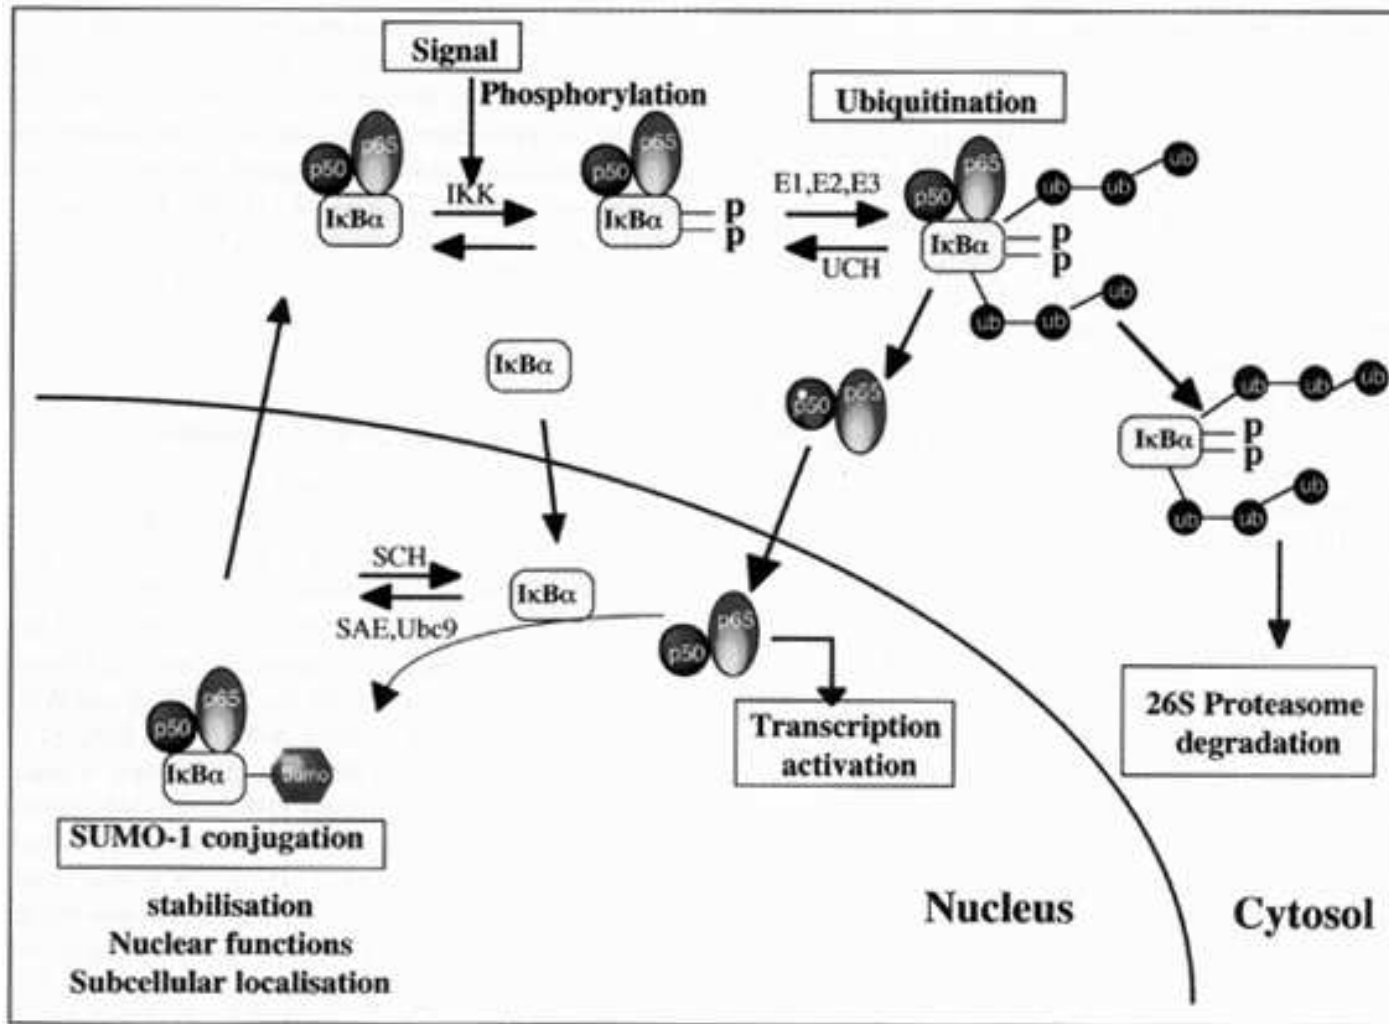 Signal
Phosphorylation
Ubiquitination
p50
p65
IκBα
IKK
p50
p65
IκBα
p
p
E1,E2,E3
UCH
p50
p65
IκBα
p
p
ub
ub
ub
ub
ub
ub
IκBα
p50
p65
IκBα
p
p
ub
ub
ub
ub
ub
ub
SCH
SAE,Ubc9
IκBα
p50
p65
Transcription
activation
26S Proteasome
degradation
p50
p65
IκBα
Sumo
SUMO-1 conjugation
stabilisation
Nuclear functions
Subcellular localisation
Nucleus
Cytosol